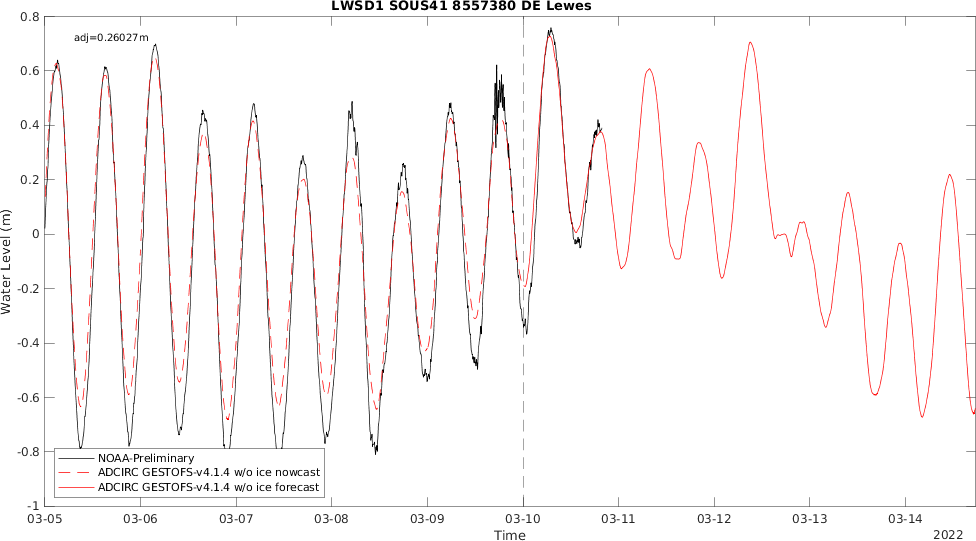 LWSD1 SOUS41 8557380 DE Lewes
adj=0.26027m
0.8
0.6
0.4
0.2
0
-0.2
-0.4
-0.6
-0.8
-1
Water Level (m)
NOAA-Preliminary
ADCIRC GESTOFS-v4.1.4 w/o ice nowcast
ADCIRC GESTOFS-v4.1.4 w/o ice forecast
03-05 03-06 03-07 03-08 03-09 03-10 03-11 03-12 03-13 03-14
Time
2022